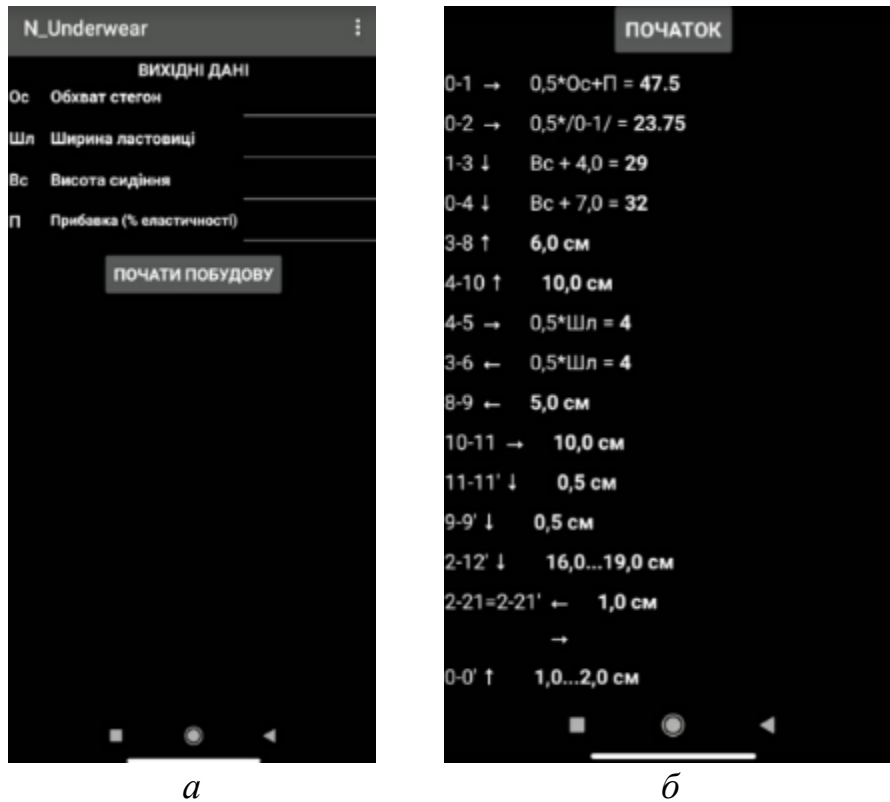 N_Underwear
ВИХІДНІ ДАНІ
Ос Обхват стегон
Шл Ширина ластовиці
Вс Висота сидіння
П Прибавка (% еластичності)
ПОЧАТИ ПОБУДОВУ
а
ПОЧАТОК
0-1 → 0,5*Ос+П = 47.5
0-2 → 0,5*/0-1/ = 23.75
1-3 ↓ Вс + 4,0 = 29
0-4 ↓ Вс + 7,0 = 32
3-8 ↑ 6,0 см
4-10 ↑ 10,0 см
4-5 → 0,5*Шл = 4
3-6 ← 0,5*Шл = 4
8-9 ← 5,0 см
10-11 → 10,0 см
11-11' ↓ 0,5 см
9-9' ↓ 0,5 см
2-12' ↓ 16,0...19,0 см
2-21=2-21' ← 1,0 см
→
0-0' ↑ 1,0...2,0 см
б